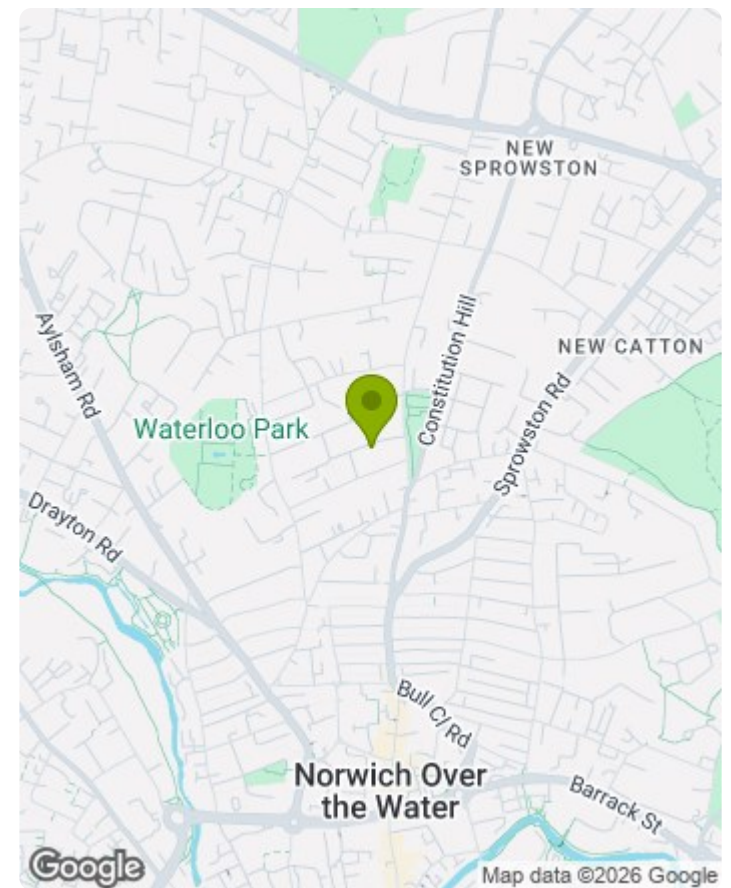 NEW
SPROWSTON
Constitution Hill
NEW CATTON
Aylsham Rd
Waterloo Park
Sprowston Rd
Drayton Rd
Bull C/ Rd
Norwich Over
the Water
Barrack St
Google
Map data ©2026 Google